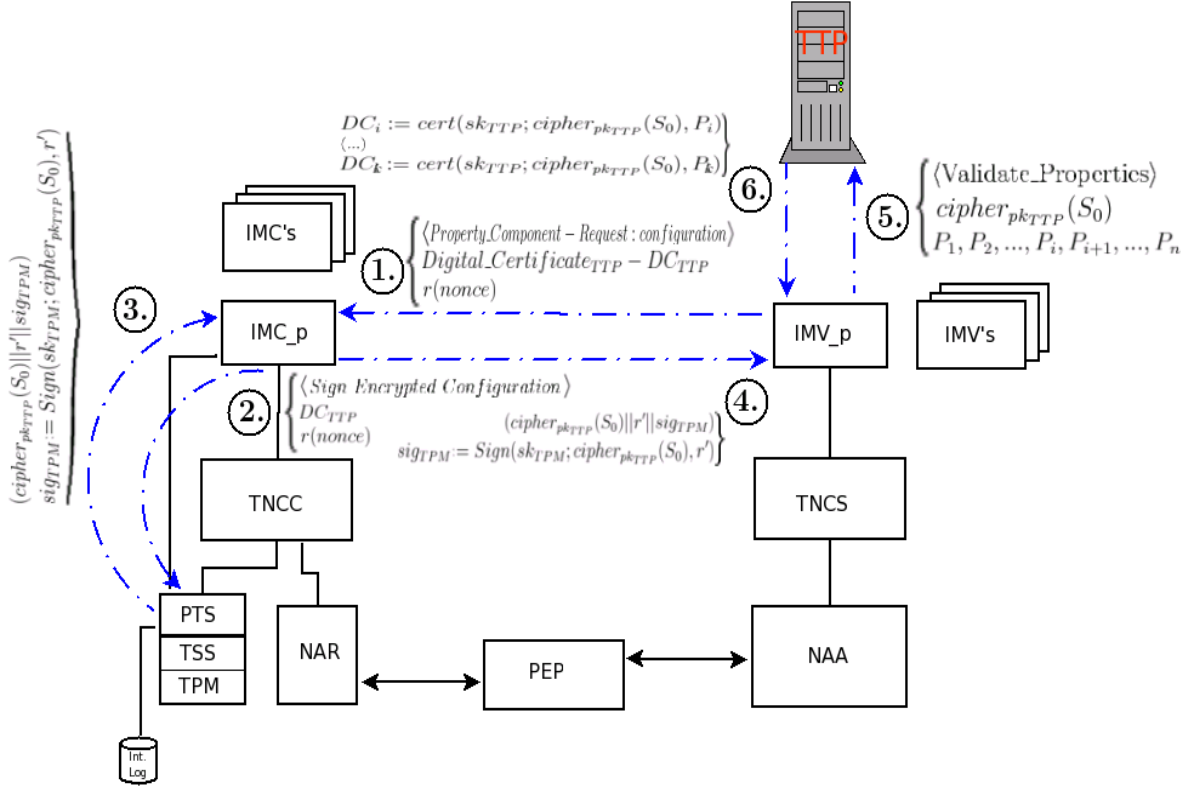 TTP
DC_i := cert(sk_TTP; cipher_pk_TTP(S_0), P_i)
(...)
DC_k := cert(sk_TTP; cipher_pk_TTP(S_0), P_k)
6.
5.
⟨Validate_Properties⟩
cipher_pk_TTP(S_0)
P_1, P_2, ..., P_i, P_{i+1}, ..., P_n
IMC's
1.
⟨Property_Component - Request : configuration⟩
Digital_Certificate_TTP - DC_TTP
r(nonce)
3.
(cipher_pk_TTP(S_0)||r'||sig_TPM)
sig_TPM := Sign(sk_TPM; cipher_pk_TTP(S_0), r')
IMC_p
IMV_p
IMV's
2.
⟨Sign Encrypted Configuration⟩
DC_TTP
r(nonce)
4.
(cipher_pk_TTP(S_0)||r'||sig_TPM)
sig_TPM := Sign(sk_TPM; cipher_pk_TTP(S_0), r')
TNCC
TNCS
PTS
TSS
TPM
NAR
PEP
NAA
Int.
Log